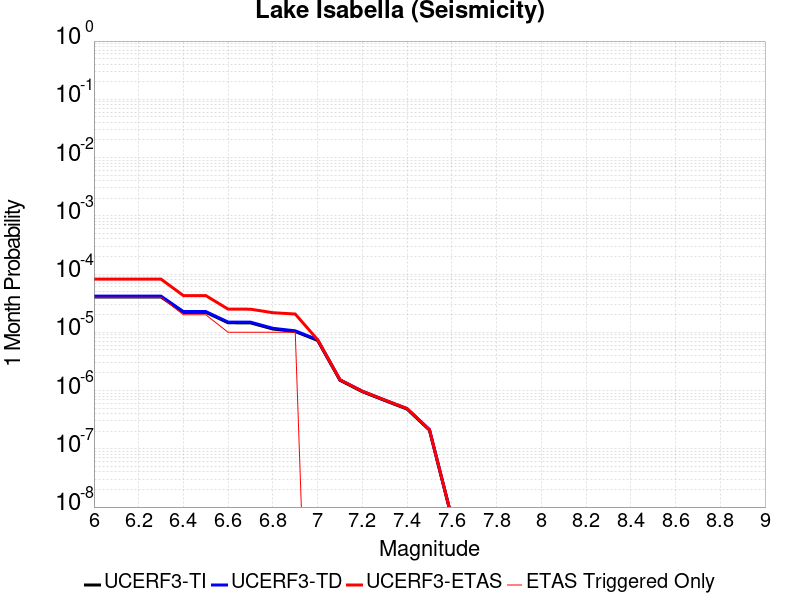 Lake Isabella (Seismicity)
10^0
10^-1
10^-2
10^-3
10^-4
10^-5
10^-6
10^-7
10^-8
1 Month Probability
6 6.2 6.4 6.6 6.8 7 7.2 7.4 7.6 7.8 8 8.2 8.4 8.6 8.8 9
Magnitude
UCERF3-TI UCERF3-TD UCERF3-ETAS ETAS Triggered Only